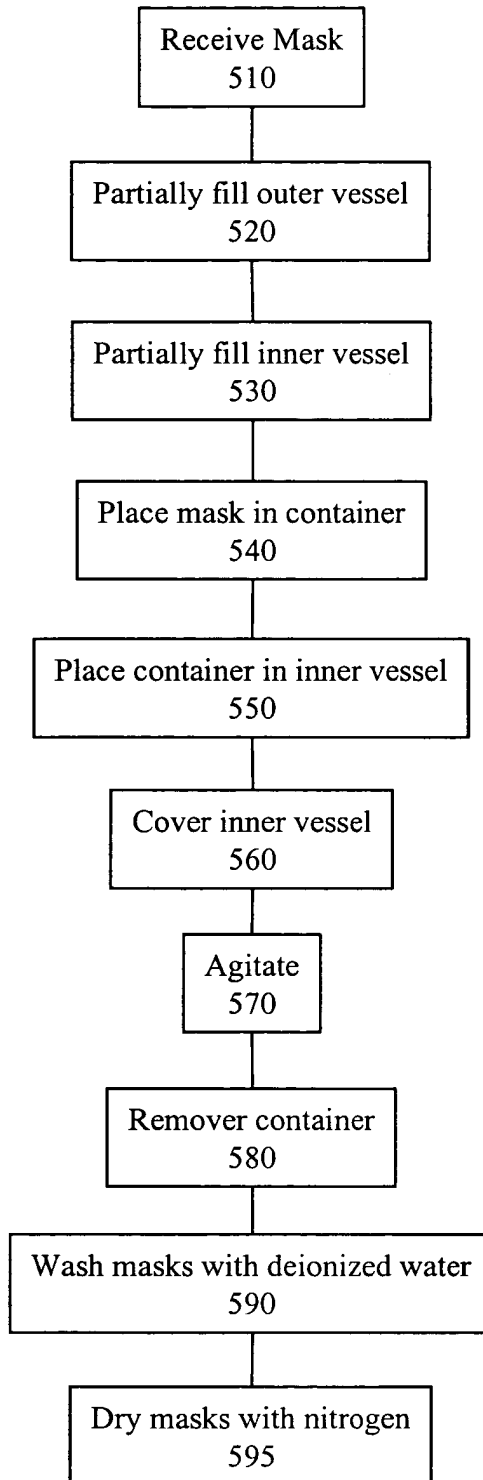 Receive Mask
510
Partially fill outer vessel
520
Partially fill inner vessel
530
Place mask in container
540
Place container in inner vessel
550
Cover inner vessel
560
Agitate
570
Remover container
580
Wash masks with deionized water
590
Dry masks with nitrogen
595